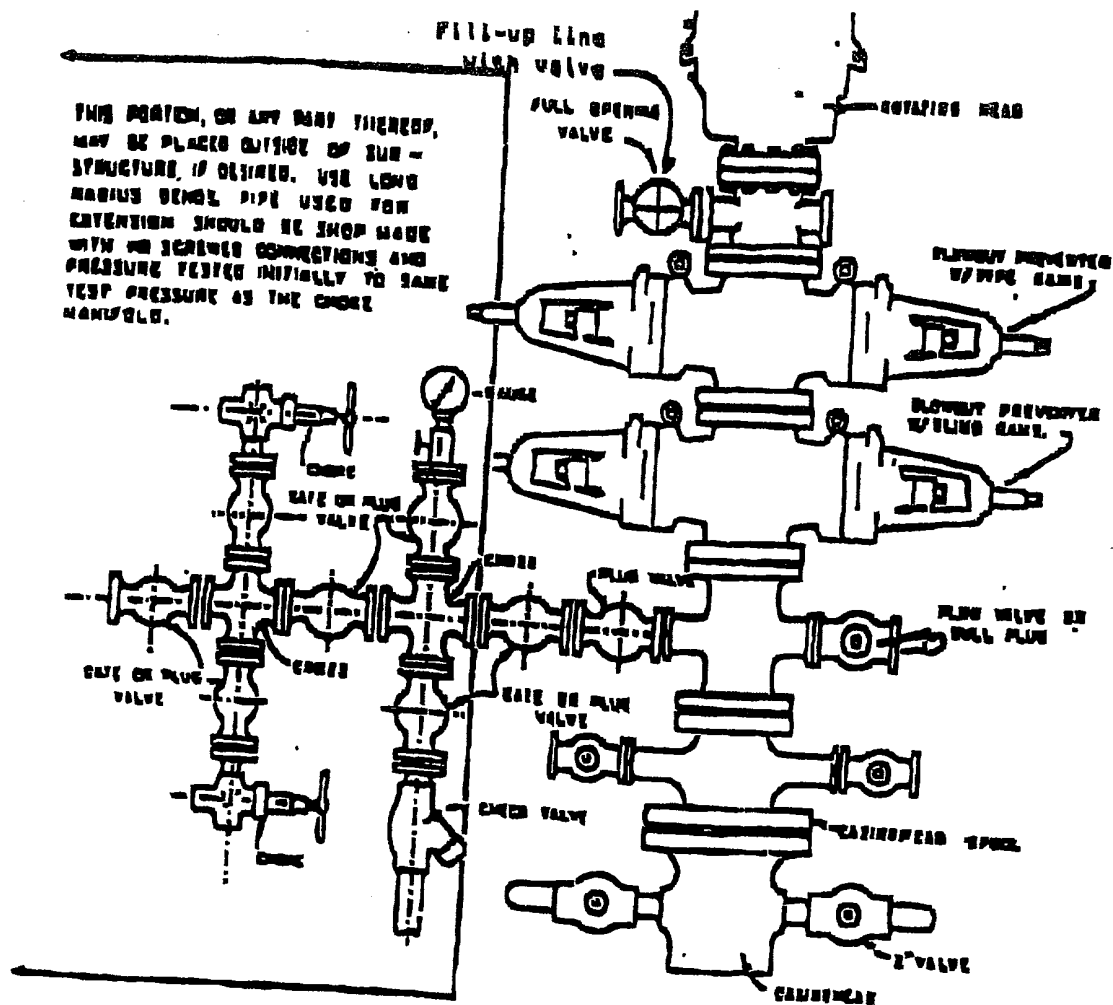 Fill-up Line
with valve
FULL OPENING
VALVE
ROTATING HEAD
THIS PORTION, OR ANY PART THEREOF,
MAY BE PLACED OUTSIDE OF SUB-
STRUCTURE, IF DESIRED. USE LONG
RADIUS BENDS. PIPE USED FOR
EXTENSION SHOULD BE SHOP MADE
WITH NO SCREWED CONNECTIONS AND
PRESSURE TESTED INITIALLY TO SAME
TEST PRESSURE AS THE CHOKE
MANIFOLD.
BLOWOUT PREVENTER
W/PIPE RAMS
GAUGE
BLOWOUT PREVENTER
W/BLIND RAMS
CHOKE
GATE OR PLUG
VALVE
CROSS
PLUG VALVE
PLUG VALVE OR
BULL PLUG
GATE OR PLUG
VALVE
CROSS
GATE OR PLUG
VALVE
CHECK VALVE
CASINGHEAD SPOOL
CHOKE
2" VALVE
CASINGHEAD